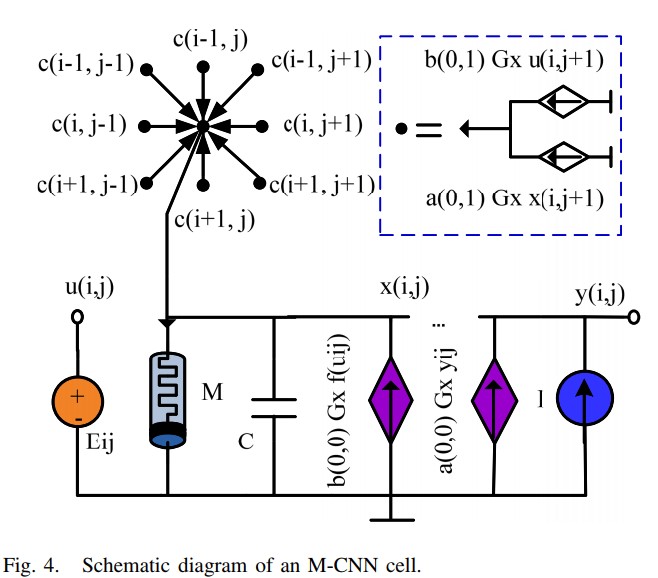 c(i-1, j)
c(i-1, j-1)
c(i-1, j+1)
c(i, j-1)
c(i, j+1)
c(i+1, j-1)
c(i+1, j+1)
c(i+1, j)
b(0,1) Gx u(i,j+1)
=
a(0,1) Gx x(i,j+1)
u(i,j)
x(i,j)
y(i,j)
...
+
-
Eij
M
C
b(0,0) Gx f(uij)
a(0,0) Gx yij
l
Fig. 4. Schematic diagram of an M-CNN cell.